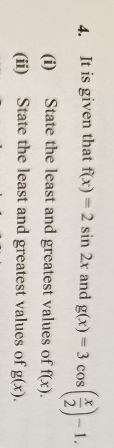 4. It is given that f(x) = 2 sin 2x and g(x) = 3 cos (x/2) − 1.
(i) State the least and greatest values of f(x).
(ii) State the least and greatest values of g(x).